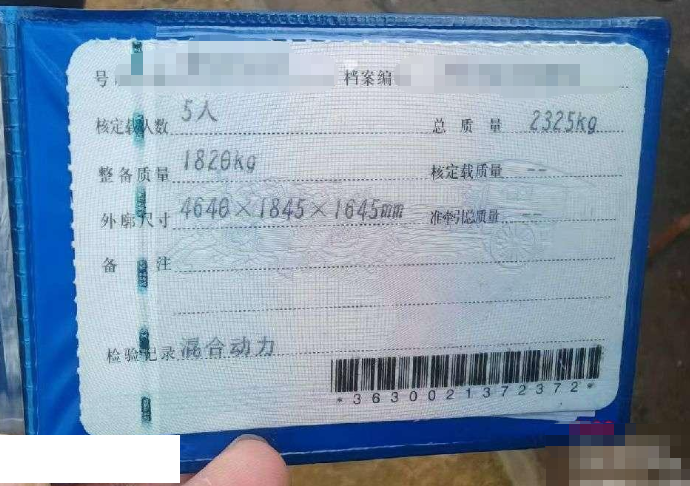 号
档案编
核定载人数 5人 总质量 2325kg
整备质量 1820kg 核定载质量 --
外廓尺寸 4640×1845×1645mm 准牵引总质量 --
备注
检验记录 混合动力
*3630021372372*